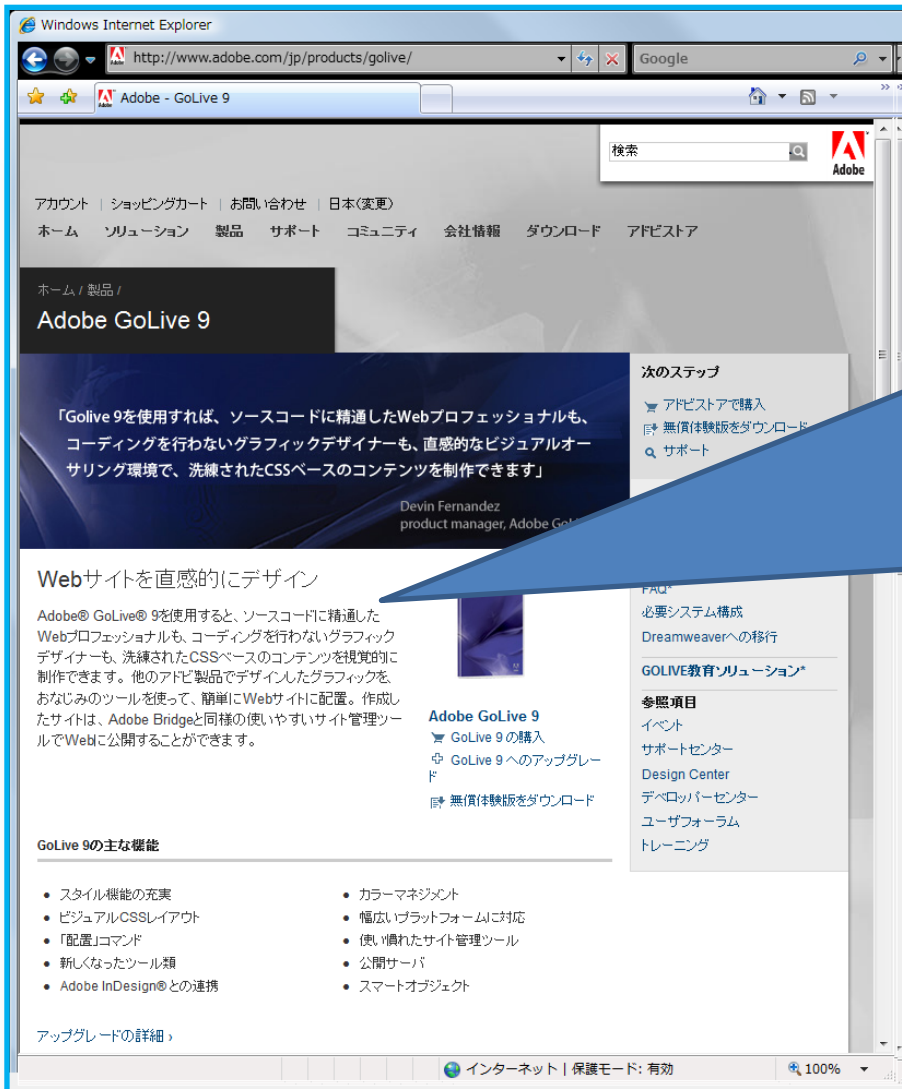 Windows Internet Explorer
http://www.adobe.com/jp/products/golive/
Google
Adobe - GoLive 9
検索
Adobe
アカウント | ショッピングカート | お問い合わせ | 日本(変更)
ホーム ソリューション 製品 サポート コミュニティ 会社情報 ダウンロード アドビストア
ホーム / 製品 /
Adobe GoLive 9
「Golive 9を使用すれば、ソースコードに精通したWebプロフェッショナルも、
コーディングを行わないグラフィックデザイナーも、直感的なビジュアルオー
サリング環境で、洗練されたCSSベースのコンテンツを制作できます」
Devin Fernandez
product manager, Adobe
次のステップ
アドビストアで購入
無償体験版をダウンロード
サポート
Webサイトを直感的にデザイン
Adobe® GoLive® 9を使用すると、ソースコードに精通した
Webプロフェッショナルも、コーディングを行わないグラフィック
デザイナーも、洗練されたCSSベースのコンテンツを視覚的に
制作できます。他のアドビ製品でデザインしたグラフィックを、
おなじみのツールを使って、簡単にWebサイトに配置。作成し
たサイトは、Adobe Bridgeと同様の使いやすいサイト管理ツー
ルでWebに公開することができます。
Adobe GoLive 9
GoLive 9 の購入
GoLive 9 へのアップグレー
ド
無償体験版をダウンロード
FAQ*
必要システム構成
Dreamweaverへの移行
GOLIVE教育ソリューション*
参照項目
イベント
サポートセンター
Design Center
デベロッパーセンター
ユーザフォーラム
トレーニング
GoLive 9の主な機能
• スタイル機能の充実
• ビジュアルCSSレイアウト
• 「配置」コマンド
• 新しくなったツール類
• Adobe InDesign®との連携
• カラーマネジメント
• 幅広いプラットフォームに対応
• 使い慣れたサイト管理ツール
• 公開サーバ
• スマートオブジェクト
アップグレードの詳細 ›
インターネット | 保護モード: 有効
100%